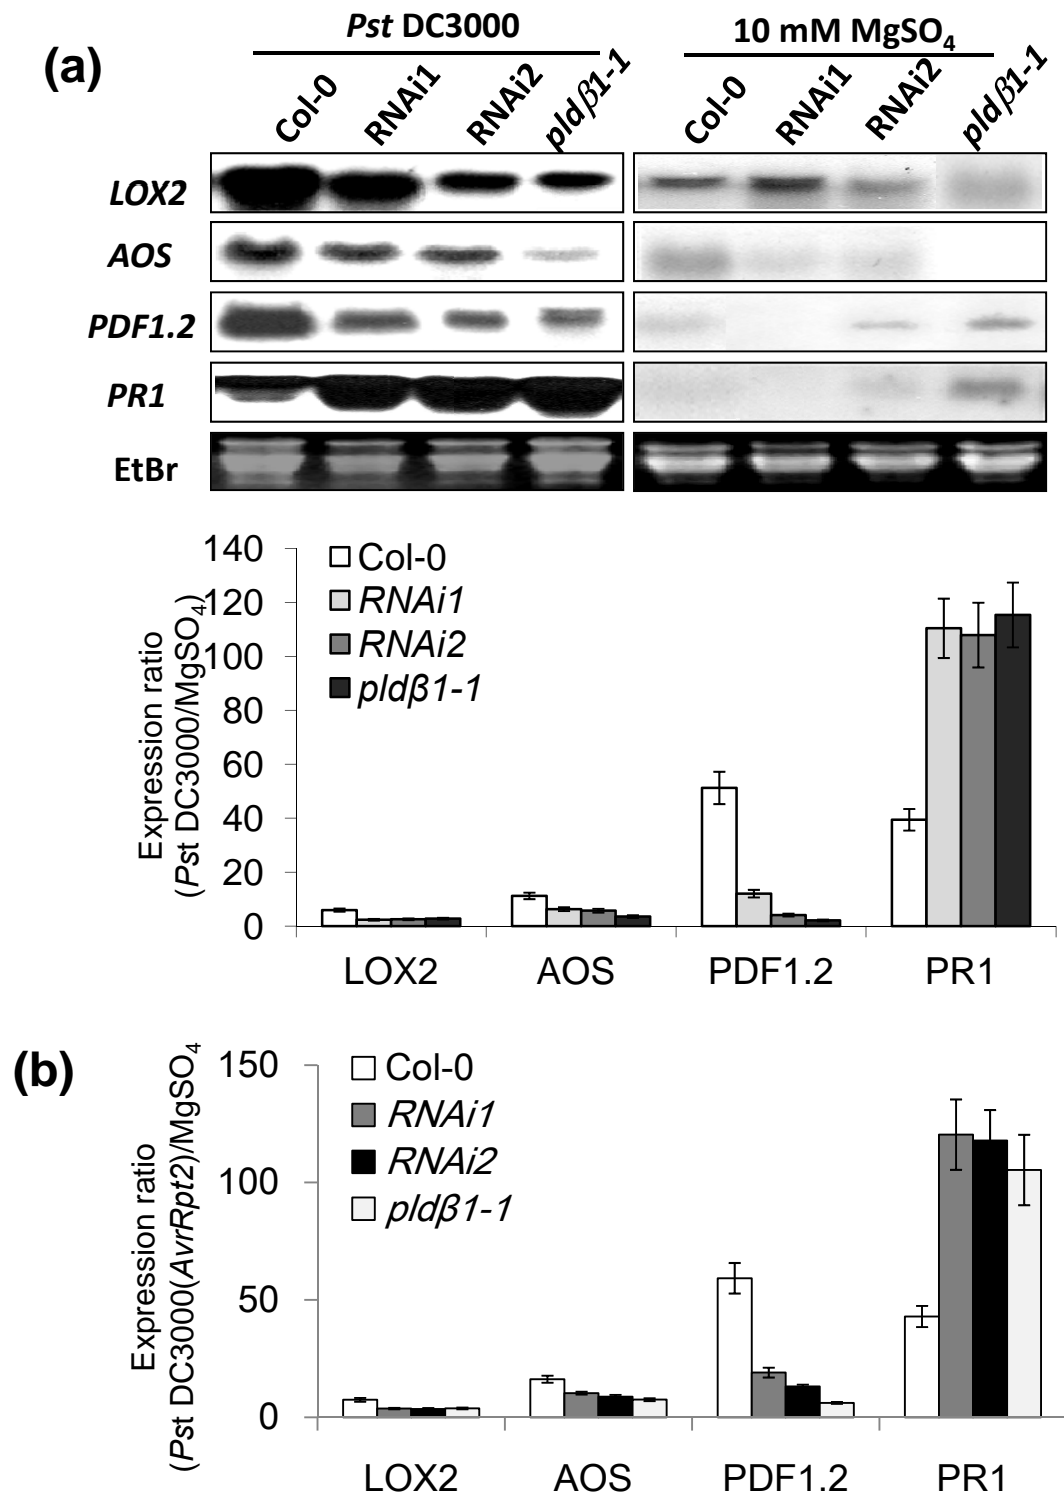 (a)
Pst DC3000
10 mM MgSO₄
Col-0
RNAi1
RNAi2
pldβ1-1
Col-0
RNAi1
RNAi2
pldβ1-1
LOX2
AOS
PDF1.2
PR1
EtBr
Expression ratio
(Pst DC3000/MgSO₄)
140
120
100
80
60
40
20
0
Col-0
RNAi1
RNAi2
pldβ1-1
LOX2
AOS
PDF1.2
PR1
(b)
Expression ratio
(Pst DC3000(AvrRpt2)/MgSO₄
150
100
50
0
Col-0
RNAi1
RNAi2
pldβ1-1
LOX2
AOS
PDF1.2
PR1